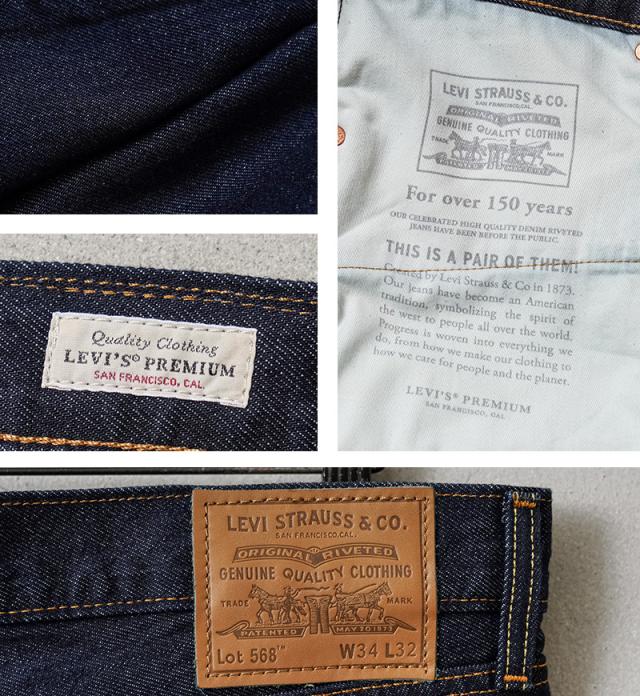 LEVI STRAUSS & CO.
SAN FRANCISCO, CAL.
ORIGINAL RIVETED
GENUINE QUALITY CLOTHING
TRADE MARK
For over 150 years
OUR CELEBRATED HIGH QUALITY DENIM RIVETED
JEANS HAVE BEEN BEFORE THE PUBLIC.
THIS IS A PAIR OF THEM!
Created by Levi Strauss & Co in 1873.
Our jeans have become an American
tradition, symbolizing the spirit of
the west to people all over the world.
Progress is woven into everything we
do, from how we make our clothing to
how we care for people and the planet.
LEVI'S® PREMIUM
SAN FRANCISCO, CAL
Quality Clothing
LEVI'S® PREMIUM
SAN FRANCISCO, CAL
LEVI STRAUSS & CO.
SAN FRANCISCO, CAL.
ORIGINAL RIVETED
GENUINE QUALITY CLOTHING
TRADE MARK
PATENTED MAY 20 1873
Lot 568™ W34 L32